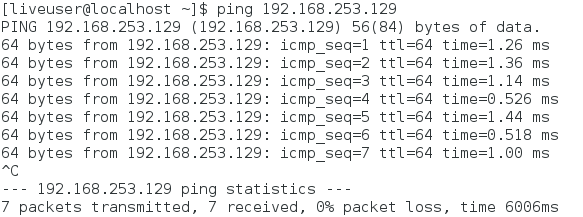 [liveuser@localhost ~]$ ping 192.168.253.129
PING 192.168.253.129 (192.168.253.129) 56(84) bytes of data.
64 bytes from 192.168.253.129: icmp_seq=1 ttl=64 time=1.26 ms
64 bytes from 192.168.253.129: icmp_seq=2 ttl=64 time=1.36 ms
64 bytes from 192.168.253.129: icmp_seq=3 ttl=64 time=1.14 ms
64 bytes from 192.168.253.129: icmp_seq=4 ttl=64 time=0.526 ms
64 bytes from 192.168.253.129: icmp_seq=5 ttl=64 time=1.44 ms
64 bytes from 192.168.253.129: icmp_seq=6 ttl=64 time=0.518 ms
64 bytes from 192.168.253.129: icmp_seq=7 ttl=64 time=1.00 ms
^C
--- 192.168.253.129 ping statistics ---
7 packets transmitted, 7 received, 0% packet loss, time 6006ms